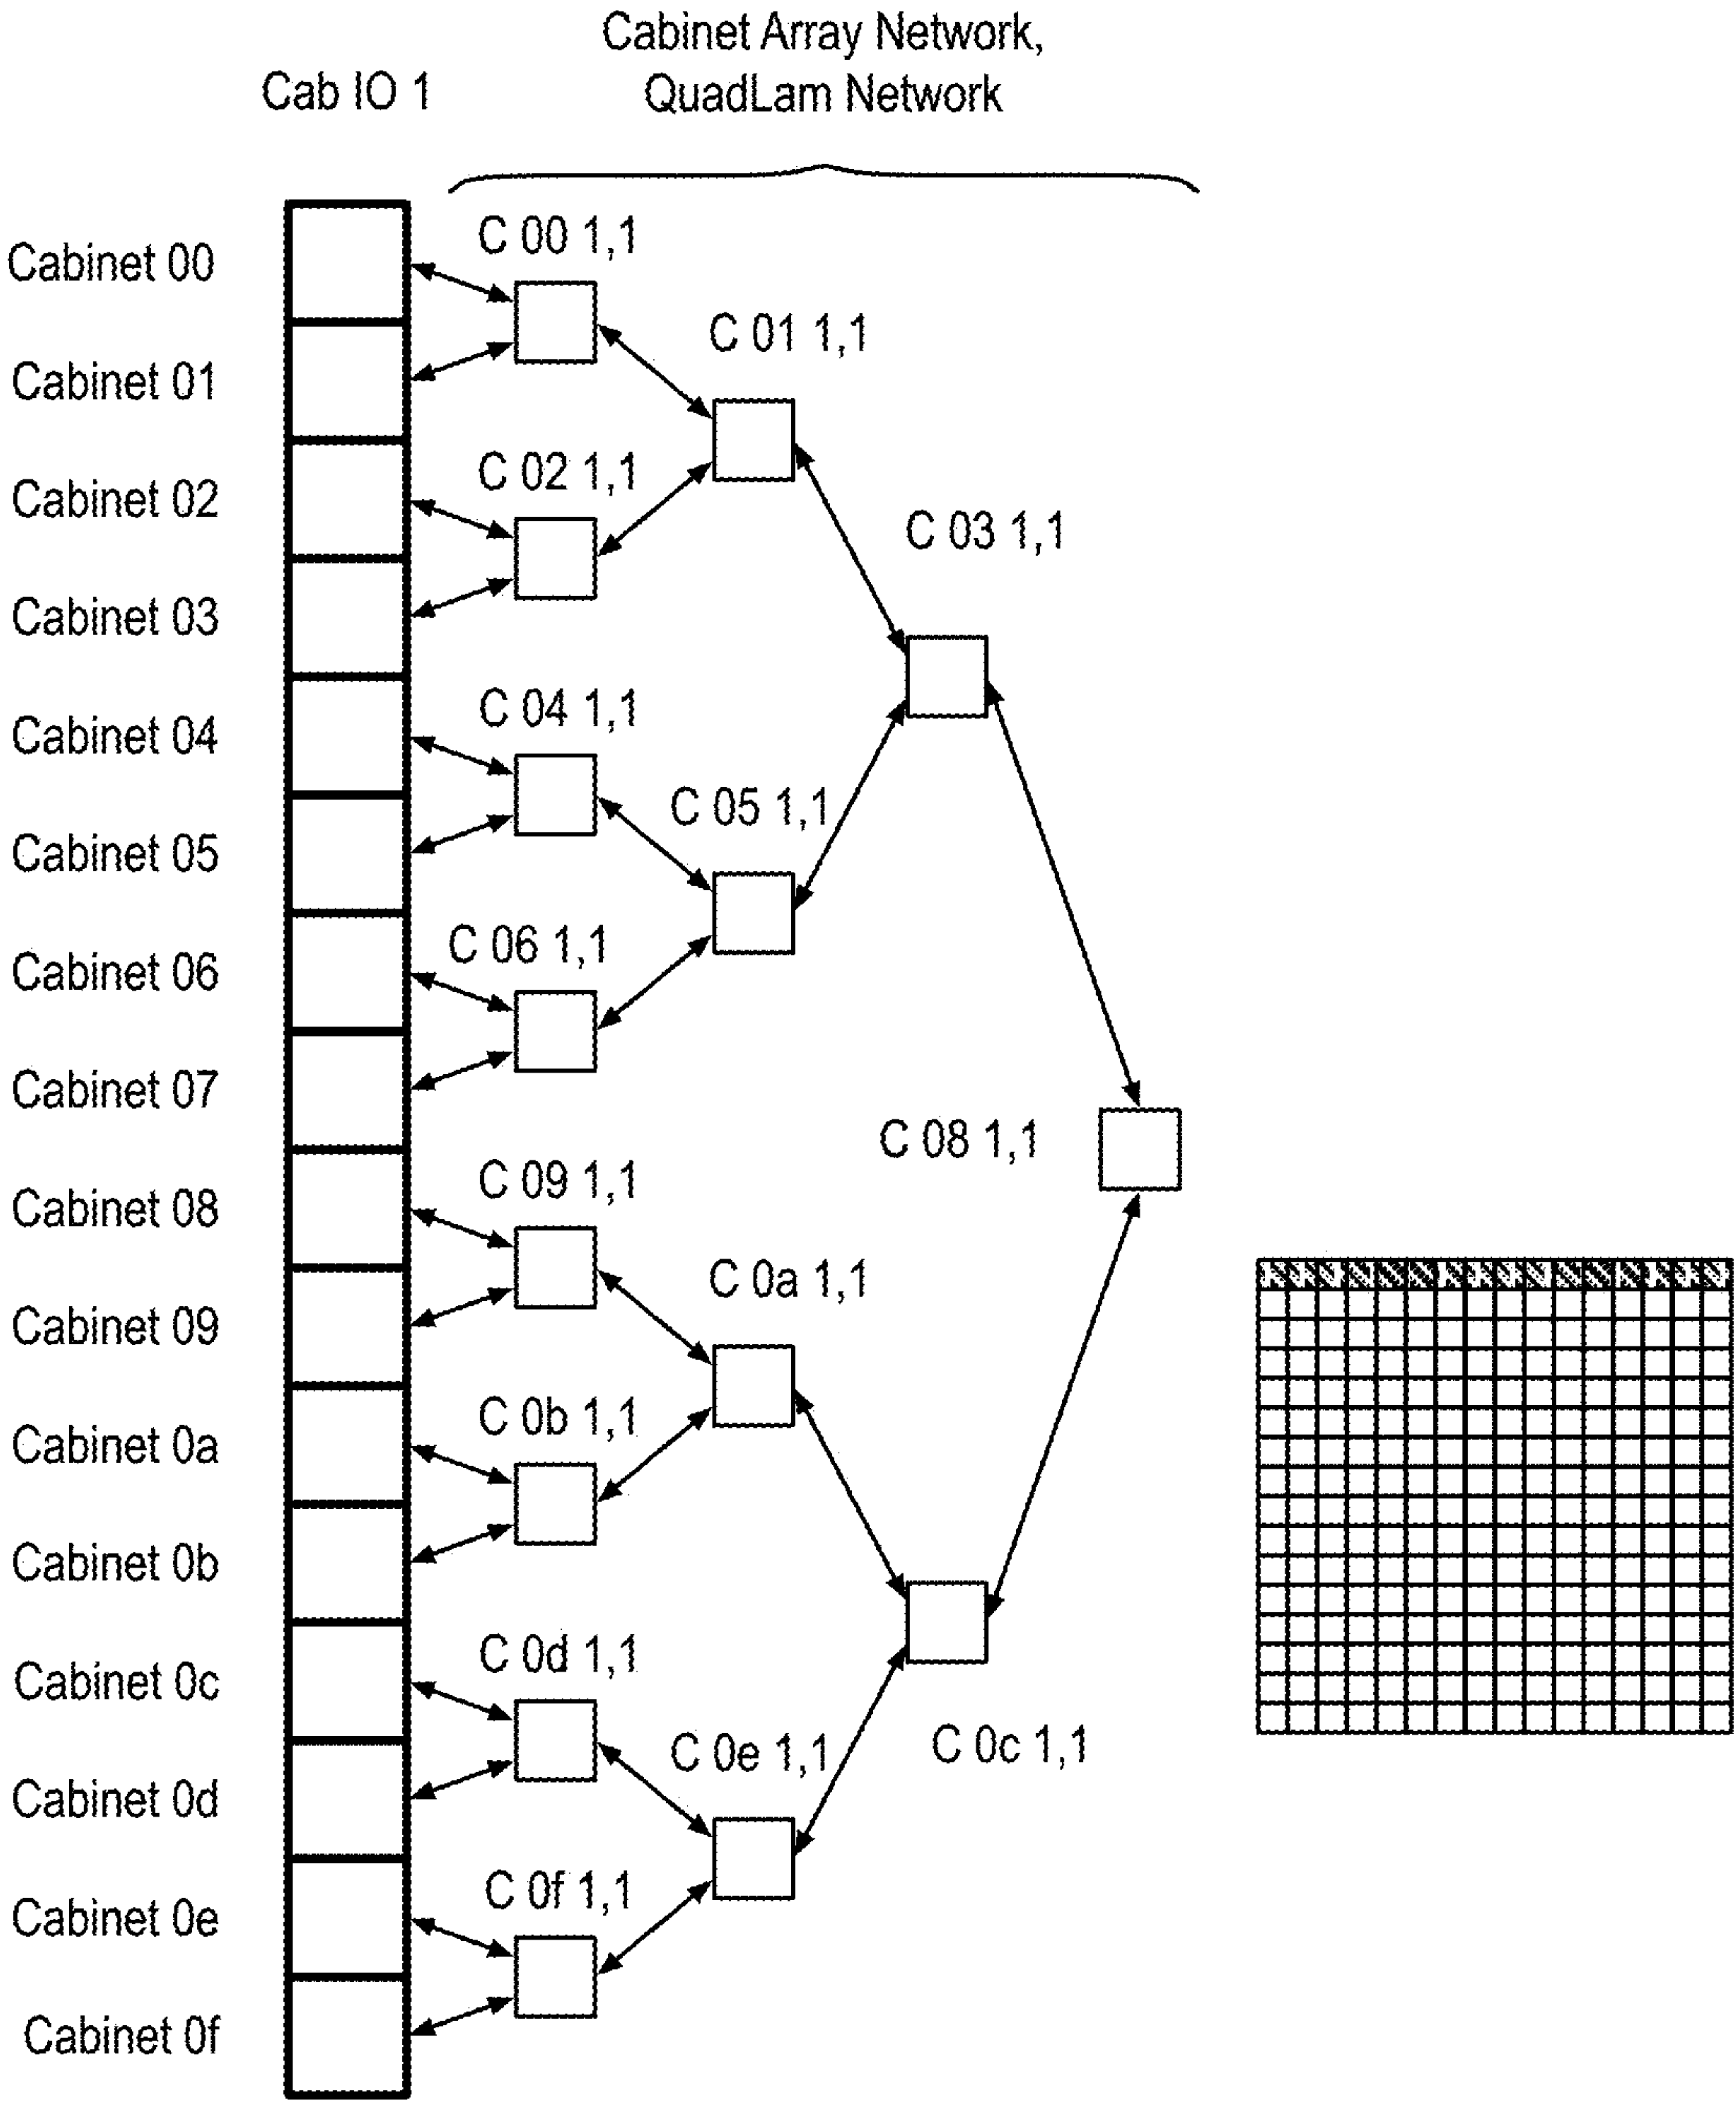 Cabinet Array Network,
QuadLam Network
Cab IO 1
Cabinet 00
C 00 1,1
C 01 1,1
Cabinet 01
C 02 1,1
Cabinet 02
C 03 1,1
Cabinet 03
C 04 1,1
Cabinet 04
C 05 1,1
Cabinet 05
C 06 1,1
Cabinet 06
Cabinet 07
C 08 1,1
C 09 1,1
Cabinet 08
C 0a 1,1
Cabinet 09
C 0b 1,1
Cabinet 0a
Cabinet 0b
C 0d 1,1
Cabinet 0c
C 0e 1,1
C 0c 1,1
Cabinet 0d
C 0f 1,1
Cabinet 0e
Cabinet 0f